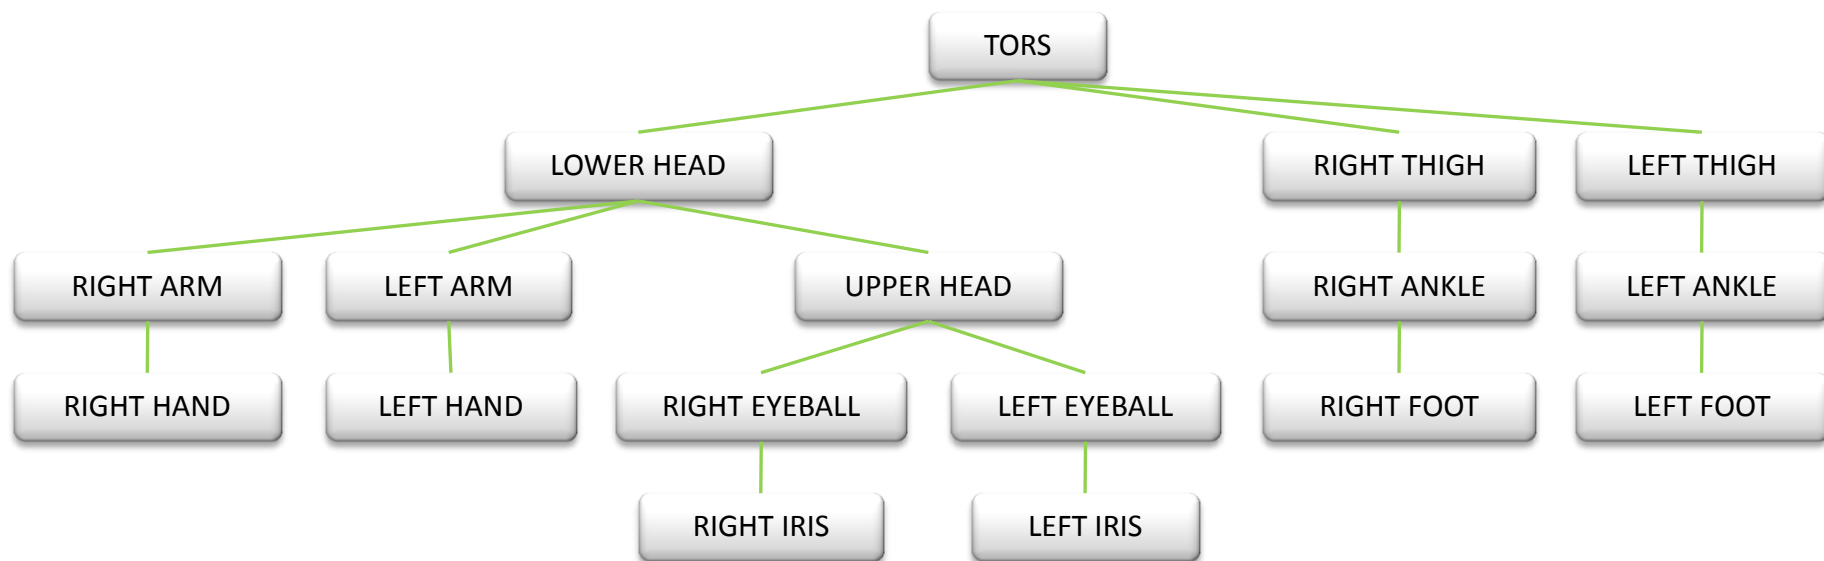 TORS
LOWER HEAD
RIGHT THIGH
LEFT THIGH
RIGHT ARM
LEFT ARM
UPPER HEAD
RIGHT ANKLE
LEFT ANKLE
RIGHT HAND
LEFT HAND
RIGHT EYEBALL
LEFT EYEBALL
RIGHT FOOT
LEFT FOOT
RIGHT IRIS
LEFT IRIS